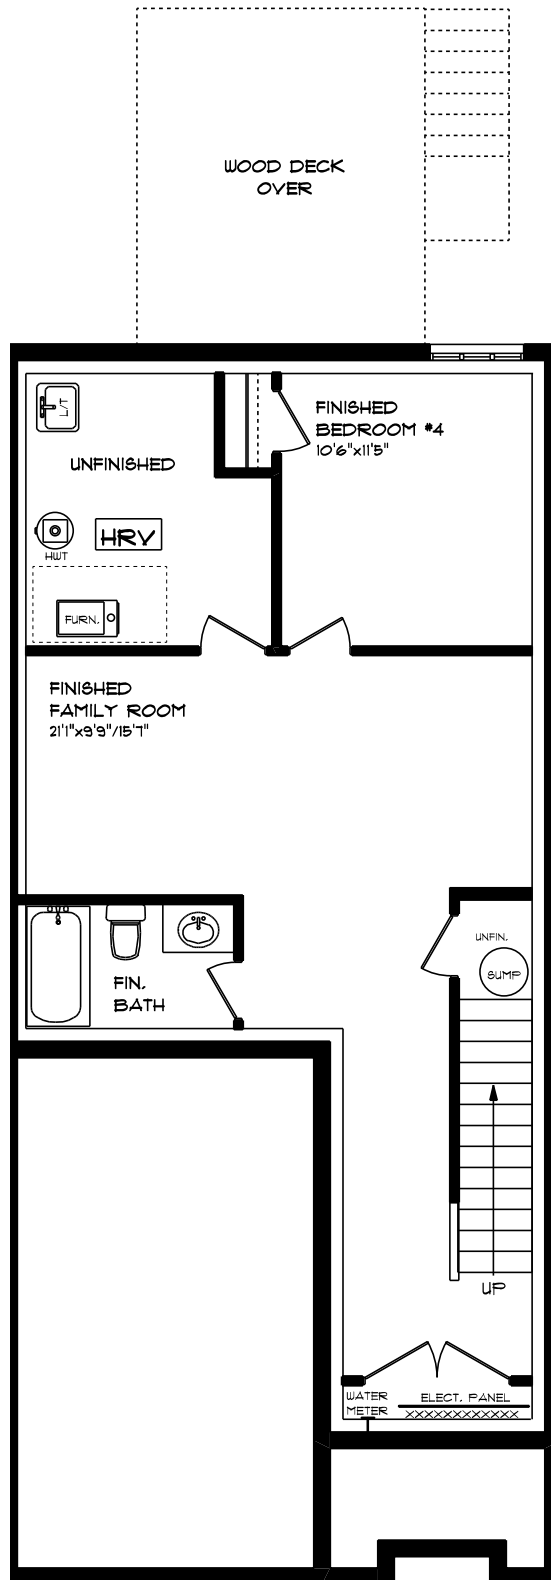 WOOD DECK
OVER
L/T
FINISHED
BEDROOM #4
10'6"x11'5"
UNFINISHED
HRV
HWT
FURN.
FINISHED
FAMILY ROOM
21'1"x9'9"/15'7"
UNFIN.
SUMP
FIN.
BATH
UP
WATER
METER
ELECT. PANEL